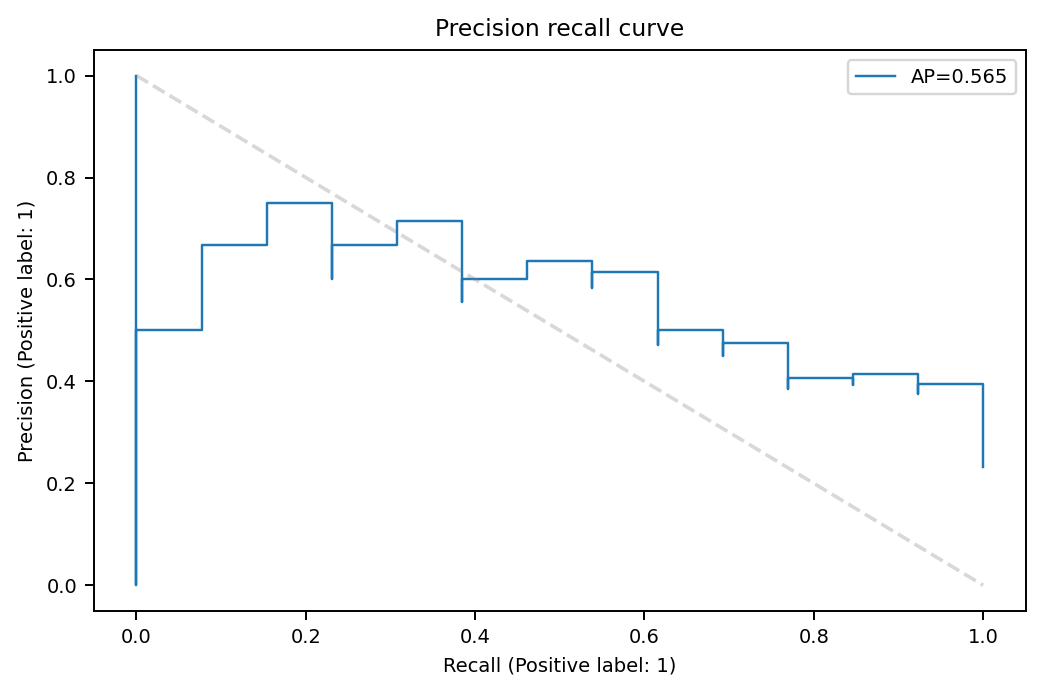 Precision recall curve
AP=0.565
1.0
0.8
0.6
0.4
0.2
0.0
Precision (Positive label: 1)
0.0 0.2 0.4 0.6 0.8 1.0
Recall (Positive label: 1)